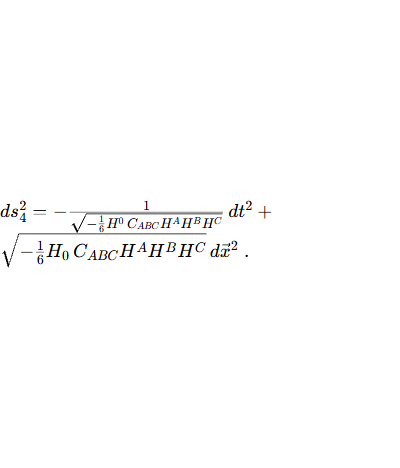 ds_4^2 = -\frac{1}{\sqrt{-\frac{1}{6} H^0 C_{ABC} H^A H^B H^C}} dt^2 +
\sqrt{-\frac{1}{6} H_0 C_{ABC} H^A H^B H^C} d\vec{x}^2 .